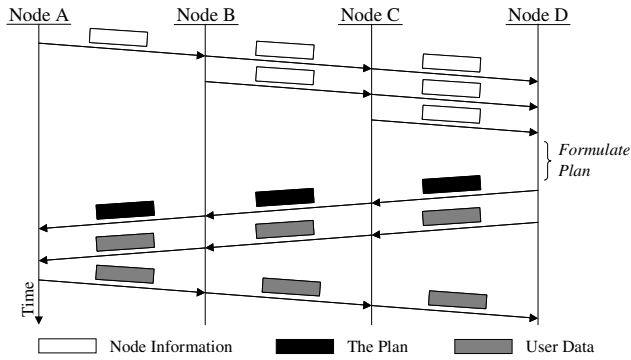 Node A Node B Node C Node D
Formulate
Plan
Time
Node Information The Plan User Data